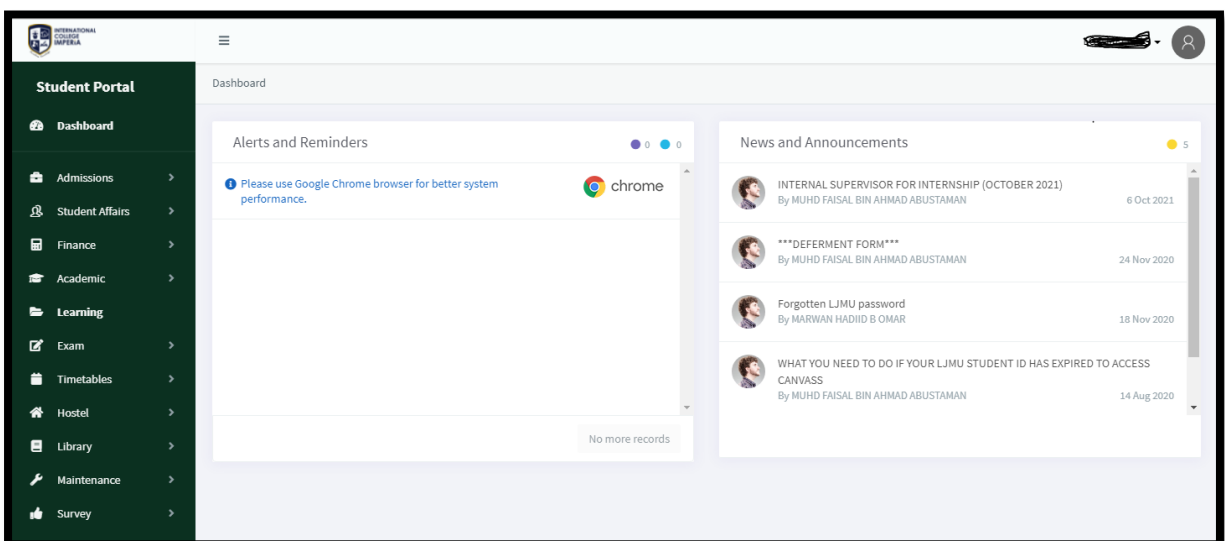 INTERNATIONAL
COLLEGE
IMPERIA
Student Portal
Dashboard
Admissions
Student Affairs
Finance
Academic
Learning
Exam
Timetables
Hostel
Library
Maintenance
Survey
Dashboard
Alerts and Reminders
0 0
Please use Google Chrome browser for better system
performance.
chrome
No more records
News and Announcements
5
INTERNAL SUPERVISOR FOR INTERNSHIP (OCTOBER 2021)
By MUHD FAISAL BIN AHMAD ABUSTAMAN 6 Oct 2021
***DEFERMENT FORM***
By MUHD FAISAL BIN AHMAD ABUSTAMAN 24 Nov 2020
Forgotten LJMU password
By MARWAN HADIID B OMAR 18 Nov 2020
WHAT YOU NEED TO DO IF YOUR LJMU STUDENT ID HAS EXPIRED TO ACCESS
CANVASS
By MUHD FAISAL BIN AHMAD ABUSTAMAN 14 Aug 2020